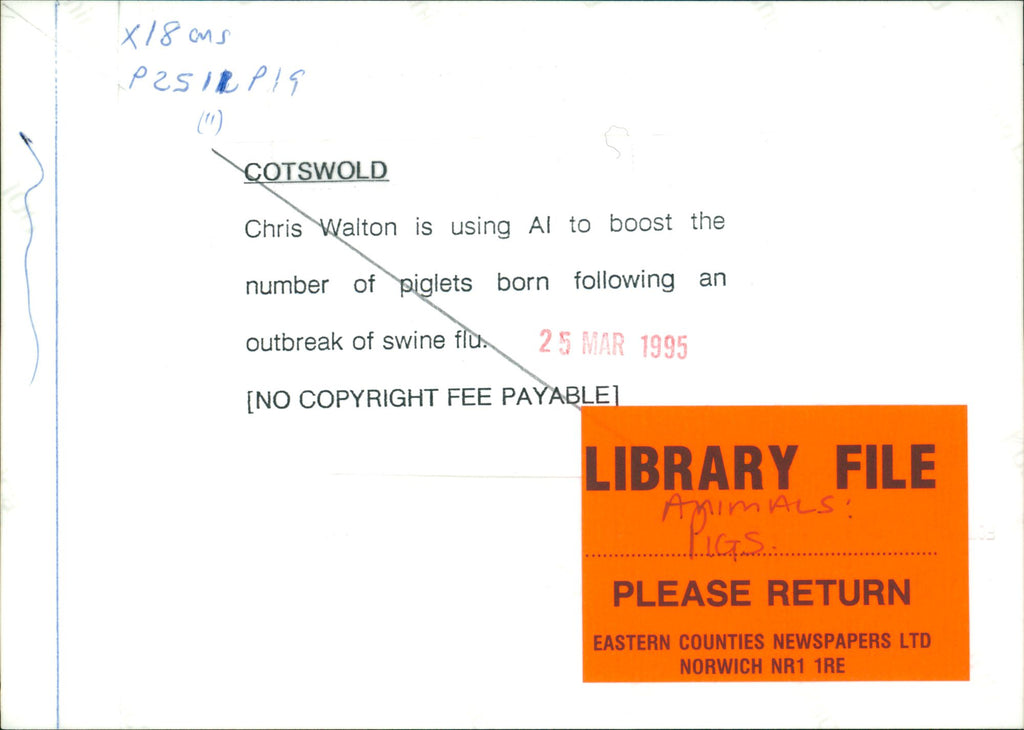 X18 cms
P2512 P19
(11)
COTSWOLD
Chris Walton is using AI to boost the
number of piglets born following an
outbreak of swine flu.
25 MAR 1995
[NO COPYRIGHT FEE PAYABLE]
LIBRARY FILE
ANIMALS:
PIGS.
PLEASE RETURN
EASTERN COUNTIES NEWSPAPERS LTD
NORWICH NR1 1RE